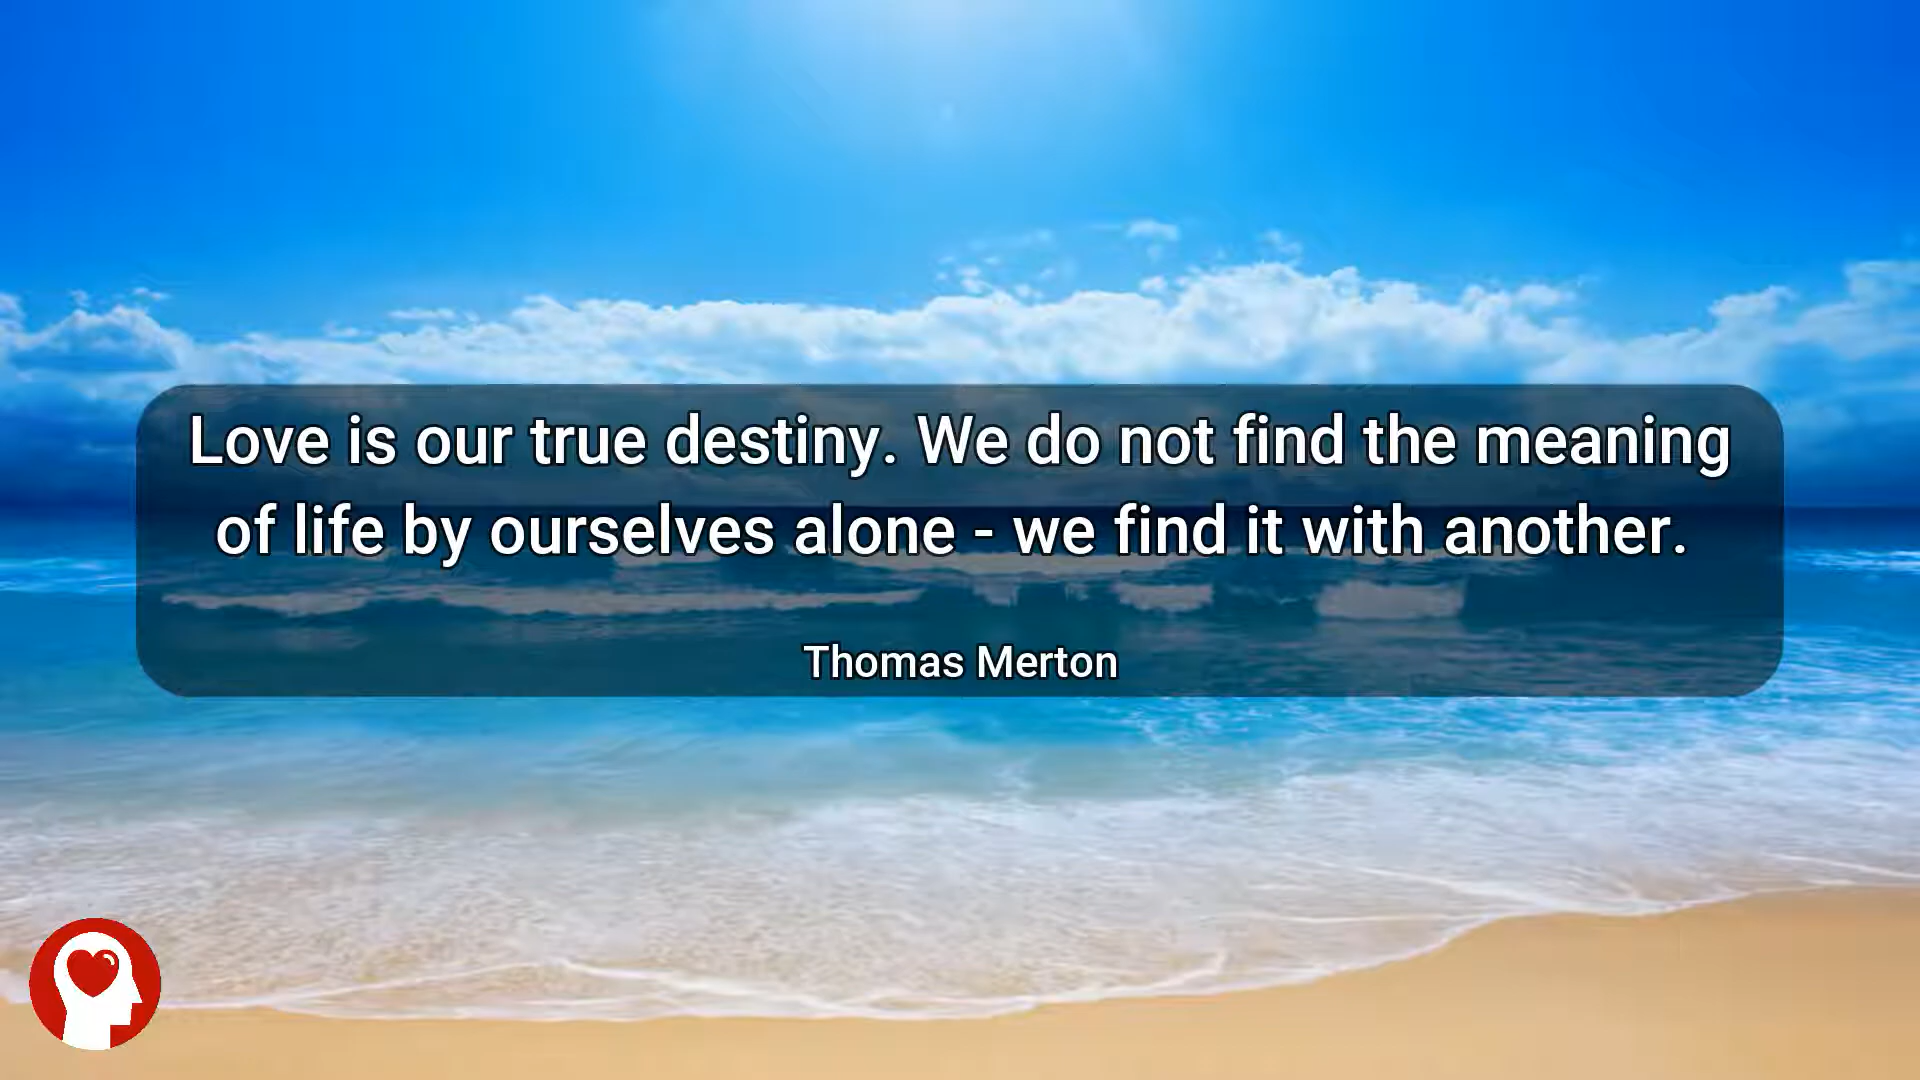 Love is our true destiny. We do not find the meaning
of life by ourselves alone - we find it with another.
Thomas Merton